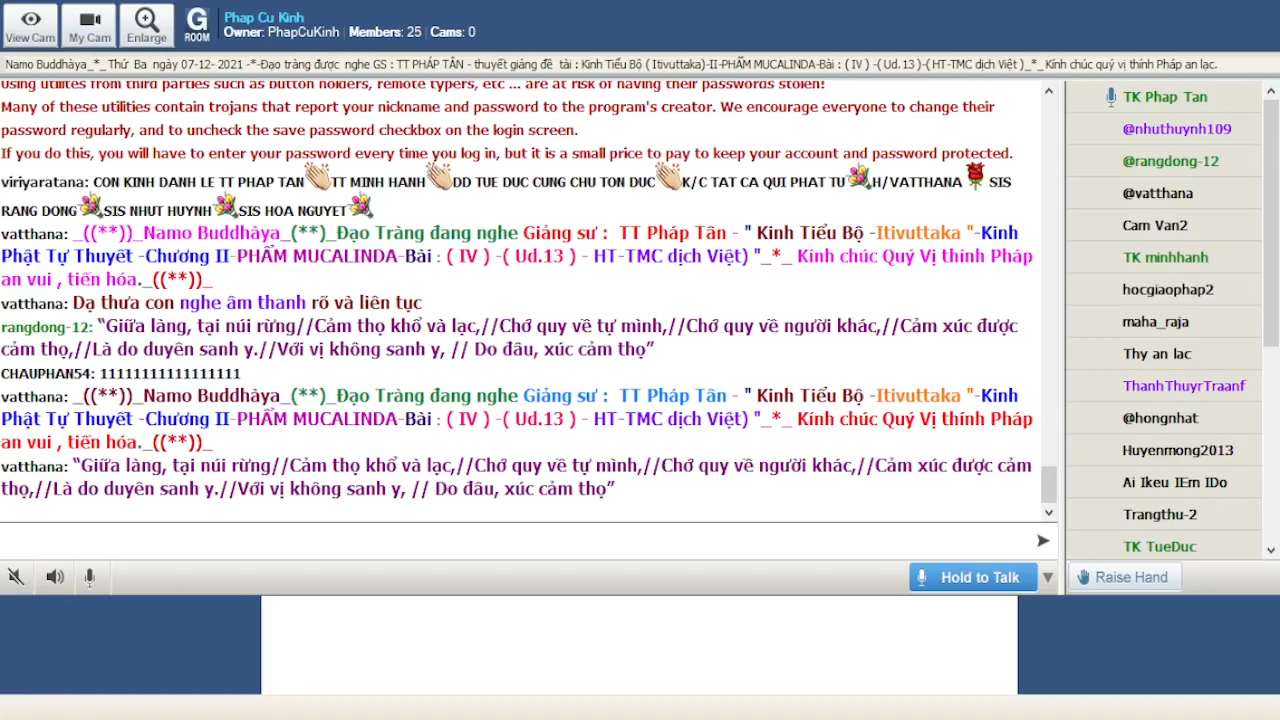 View Cam
My Cam
Enlarge
G
ROOM
Phap Cu Kinh
Owner: PhapCuKinh | Members: 25 | Cams: 0
Namo Buddhàya_*_Thứ Ba ngày 07-12- 2021 -*-Đạo tràng được nghe GS : TT PHÁP TÂN - thuyết giảng đề tài : Kinh Tiểu Bộ ( Itivuttaka)-II-PHẨM MUCALINDA-Bài : ( IV ) -( Ud.13 )-( HT-TMC dịch Việt )_*_Kính chúc quý vị thính Pháp an lạc.
Using utilites from third parties such as button holders, remote typers, etc ... are at risk of having their passwords stolen!
Many of these utilities contain trojans that report your nickname and password to the program's creator. We encourage everyone to change their
password regularly, and to uncheck the save password checkbox on the login screen.
If you do this, you will have to enter your password every time you log in, but it is a small price to pay to keep your account and password protected.
viriyaratana: CON KINH DANH LE TT PHAP TAN TT MINH HANH DD TUE DUC CUNG CHU TON DUC K/C TAT CA QUI PHAT TU H/VATTHANA SIS
RANG DONG SIS NHUT HUYNH SIS HOA NGUYET
vatthana: _((**))_Namo Buddhàya_(**)_Đạo Tràng đang nghe Giảng sư : TT Pháp Tân - " Kinh Tiểu Bộ -Itivuttaka "-Kinh
Phật Tự Thuyết -Chương II-PHẨM MUCALINDA-Bài : ( IV ) -( Ud.13 ) - HT-TMC dịch Việt) "_*_ Kính chúc Quý Vị thính Pháp
an vui , tiến hóa._((**))_
vatthana: Dạ thưa con nghe âm thanh rõ và liên tục
rangdong-12: “Giữa làng, tại núi rừng//Cảm thọ khổ và lạc,//Chớ quy về tự mình,//Chớ quy về người khác,//Cảm xúc được
cảm thọ,//Là do duyên sanh y.//Với vị không sanh y, // Do đâu, xúc cảm thọ”
CHAUPHAN54: 11111111111111111
vatthana: _((**))_Namo Buddhàya_(**)_Đạo Tràng đang nghe Giảng sư : TT Pháp Tân - " Kinh Tiểu Bộ -Itivuttaka "-Kinh
Phật Tự Thuyết -Chương II-PHẨM MUCALINDA-Bài : ( IV ) -( Ud.13 ) - HT-TMC dịch Việt) "_*_ Kính chúc Quý Vị thính Pháp
an vui , tiến hóa._((**))_
vatthana: “Giữa làng, tại núi rừng//Cảm thọ khổ và lạc,//Chớ quy về tự mình,//Chớ quy về người khác,//Cảm xúc được cảm
thọ,//Là do duyên sanh y.//Với vị không sanh y, // Do đâu, xúc cảm thọ”
Hold to Talk
TK Phap Tan
@nhuthuynh109
@rangdong-12
@vatthana
Cam Van2
TK minhhanh
hocgiaophap2
maha_raja
Thy an lac
ThanhThuyrTraanf
@hongnhat
Huyenmong2013
Ai Ikeu IEm IDo
Trangthu-2
TK TueDuc
Raise Hand